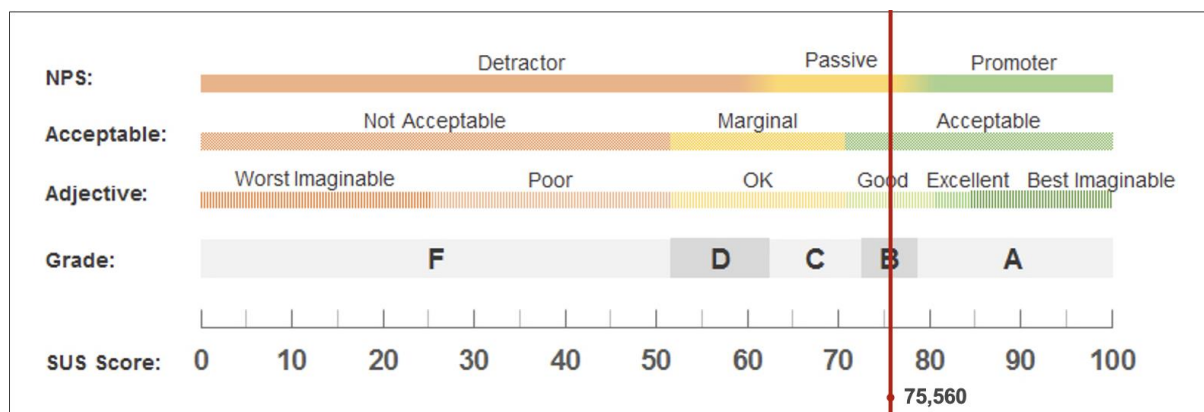 NPS: Detractor Passive Promoter
Acceptable: Not Acceptable Marginal Acceptable
Adjective: Worst Imaginable Poor OK Good Excellent Best Imaginable
Grade: F D C B A
SUS Score: 0 10 20 30 40 50 60 70 80 90 100
75,560